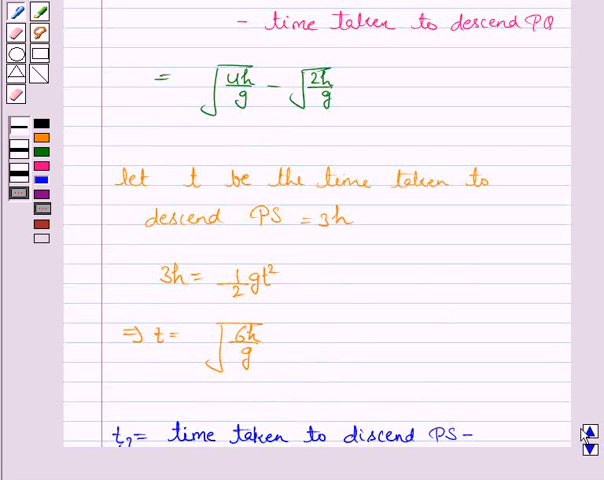 - time taken to descend PQ
= √(4h/g) - √(2h/g)
let t be the time taken to
descend PS = 3h
3h = 1/2 gt²
⇒ t = √(6h/g)
t₂ = time taken to discend PS -